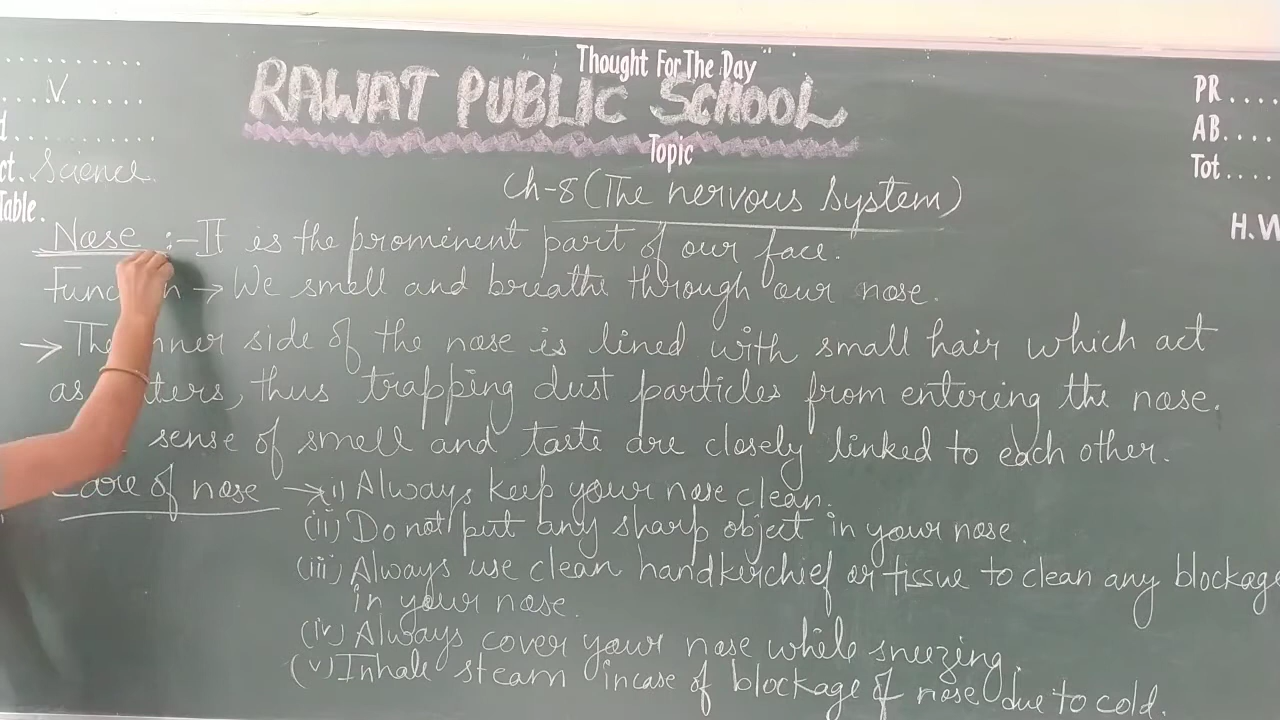 Thought For The Day
RAWAT PUBLIC SCHOOL
Topic
V
ct. Science
Table.
PR....
AB....
Tot....
H.W
Ch-8 (The nervous system)
Nose :- It is the prominent part of our face.
Func n → We smell and breathe through our nose.
→ The nner side of the nose is lined with small hair which act
as ters, thus trapping dust particles from entering the nose.
sense of smell and taste are closely linked to each other.
Care of nose → (i) Always keep your nose clean.
(ii) Do not put any sharp object in your nose.
(iii) Always use clean handkerchief or tissue to clean any blockage
in your nose.
(iv) Always cover your nose while sneezing.
(v) Inhale steam incase of blockage of nose due to cold.